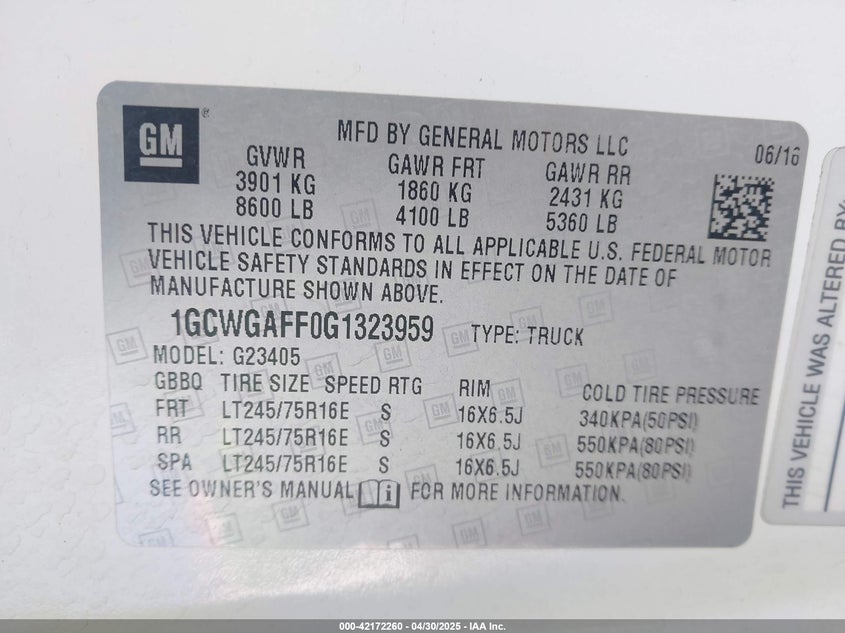 GM
®
MFD BY GENERAL MOTORS LLC
06/16
GVWR GAWR FRT GAWR RR
3901 KG 1860 KG 2431 KG
8600 LB 4100 LB 5360 LB
THIS VEHICLE CONFORMS TO ALL APPLICABLE U.S. FEDERAL MOTOR
VEHICLE SAFETY STANDARDS IN EFFECT ON THE DATE OF
MANUFACTURE SHOWN ABOVE.
1GCWGAFF0G1323959 TYPE: TRUCK
MODEL: G23405
GBBQ TIRE SIZE SPEED RTG RIM COLD TIRE PRESSURE
FRT LT245/75R16E S 16X6.5J 340KPA(50PSI)
RR LT245/75R16E S 16X6.5J 550KPA(80PSI)
SPA LT245/75R16E S 16X6.5J 550KPA(80PSI)
SEE OWNER'S MANUAL FOR MORE INFORMATION.
THIS VEHICLE WAS ALTERED BY:
000-42172260 - 04/30/2025 - IAA Inc.